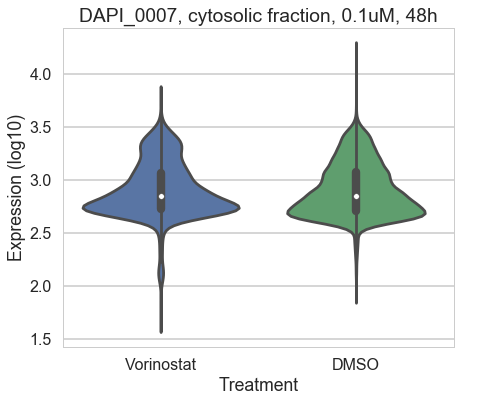 DAPI_0007, cytosolic fraction, 0.1uM, 48h
Expression (log10)
4.0
3.5
3.0
2.5
2.0
1.5
Vorinostat DMSO
Treatment